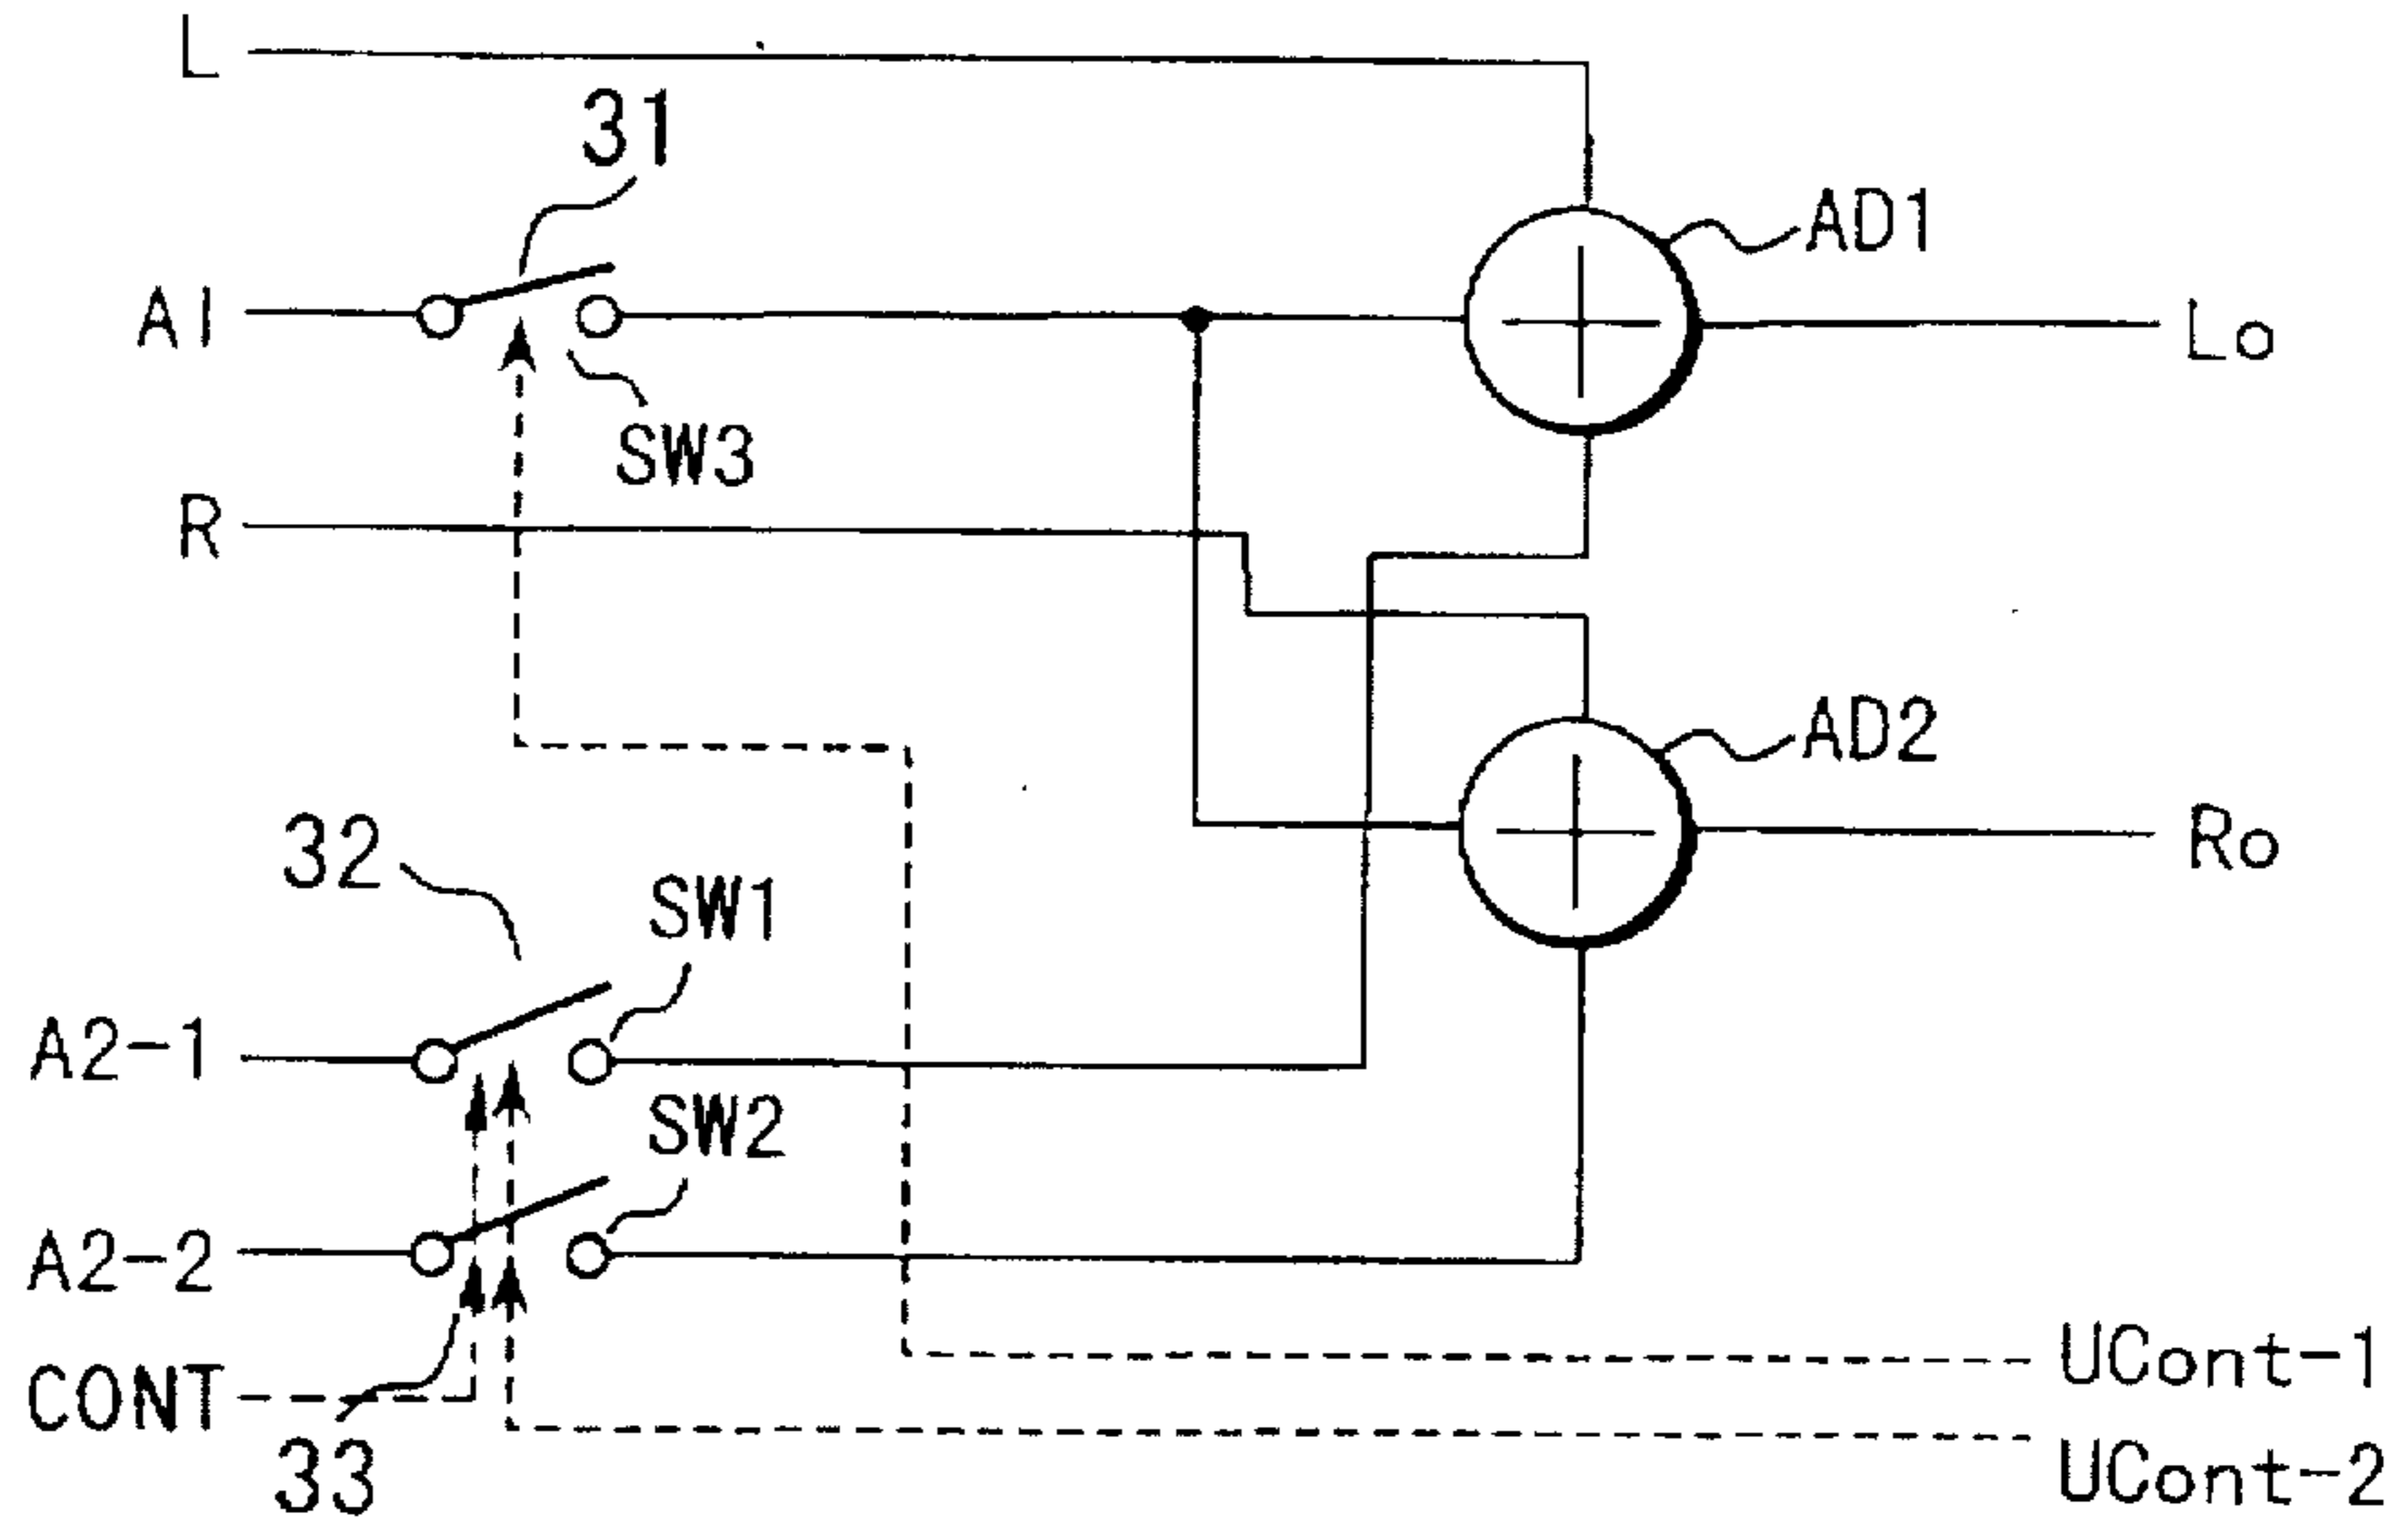 L
31
AD1
A1
Lo
SW3
R
AD2
32
SW1
Ro
A2-1
SW2
A2-2
UCont-1
CONT
33
UCont-2